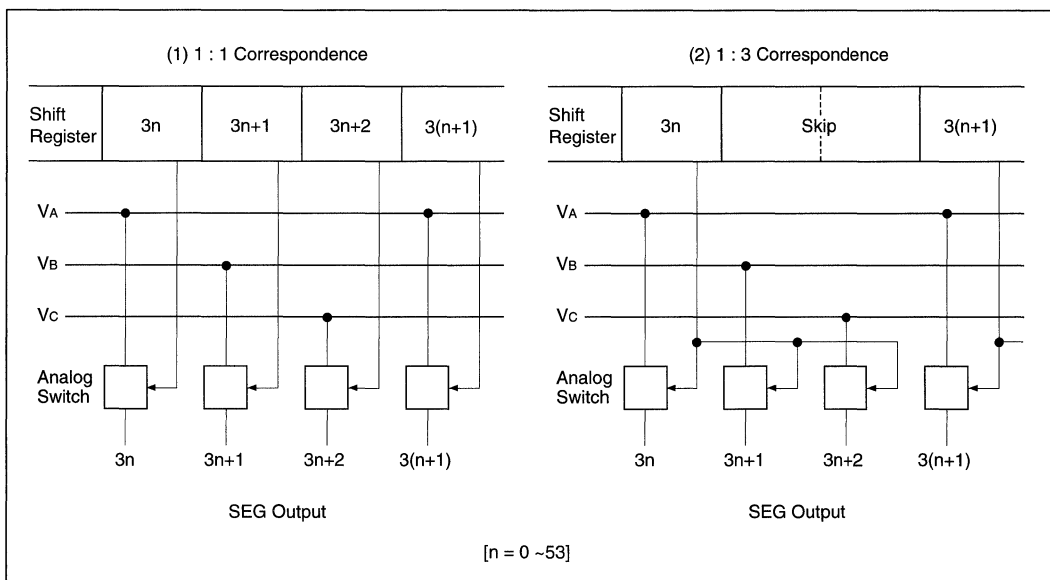 (1) 1 : 1 Correspondence
Shift
Register
3n
3n+1
3n+2
3(n+1)
VA
VB
VC
Analog
Switch
3n
3n+1
3n+2
3(n+1)
SEG Output
(2) 1 : 3 Correspondence
Shift
Register
3n
Skip
3(n+1)
VA
VB
VC
Analog
Switch
3n
3n+1
3n+2
3(n+1)
SEG Output
[n = 0 ~53]